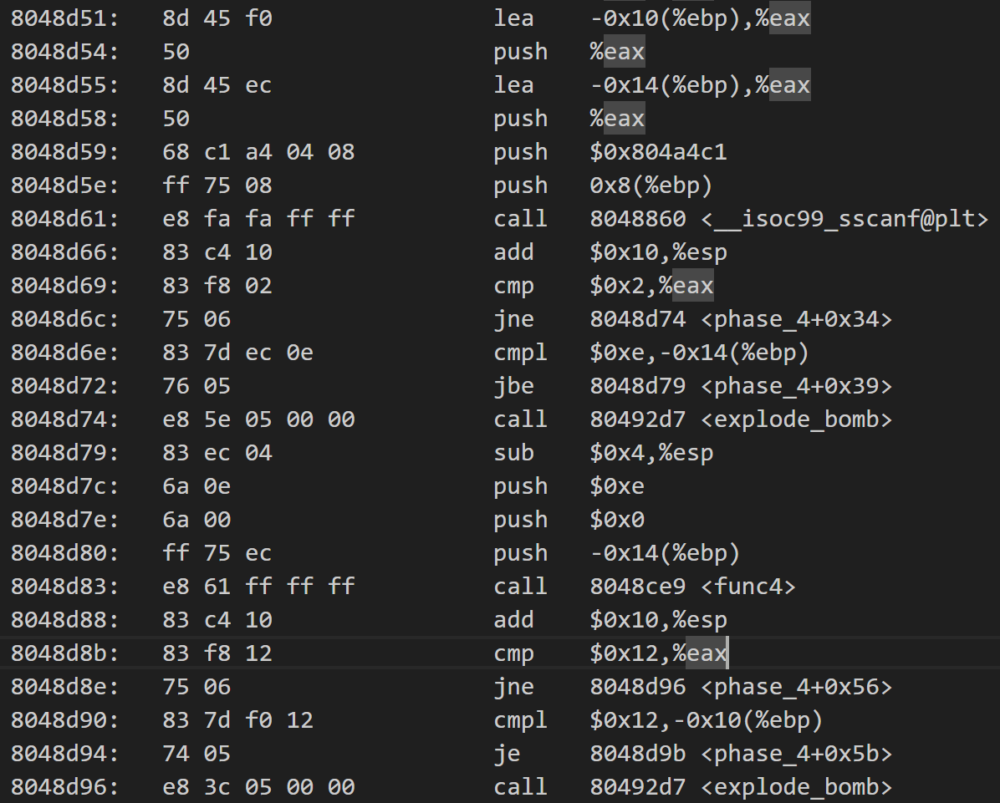 8048d51: 8d 45 f0 lea -0x10(%ebp),%eax
8048d54: 50 push %eax
8048d55: 8d 45 ec lea -0x14(%ebp),%eax
8048d58: 50 push %eax
8048d59: 68 c1 a4 04 08 push $0x804a4c1
8048d5e: ff 75 08 push 0x8(%ebp)
8048d61: e8 fa fa ff ff call 8048860 <__isoc99_sscanf@plt>
8048d66: 83 c4 10 add $0x10,%esp
8048d69: 83 f8 02 cmp $0x2,%eax
8048d6c: 75 06 jne 8048d74 <phase_4+0x34>
8048d6e: 83 7d ec 0e cmpl $0xe,-0x14(%ebp)
8048d72: 76 05 jbe 8048d79 <phase_4+0x39>
8048d74: e8 5e 05 00 00 call 80492d7 <explode_bomb>
8048d79: 83 ec 04 sub $0x4,%esp
8048d7c: 6a 0e push $0xe
8048d7e: 6a 00 push $0x0
8048d80: ff 75 ec push -0x14(%ebp)
8048d83: e8 61 ff ff ff call 8048ce9 <func4>
8048d88: 83 c4 10 add $0x10,%esp
8048d8b: 83 f8 12 cmp $0x12,%eax
8048d8e: 75 06 jne 8048d96 <phase_4+0x56>
8048d90: 83 7d f0 12 cmpl $0x12,-0x10(%ebp)
8048d94: 74 05 je 8048d9b <phase_4+0x5b>
8048d96: e8 3c 05 00 00 call 80492d7 <explode_bomb>